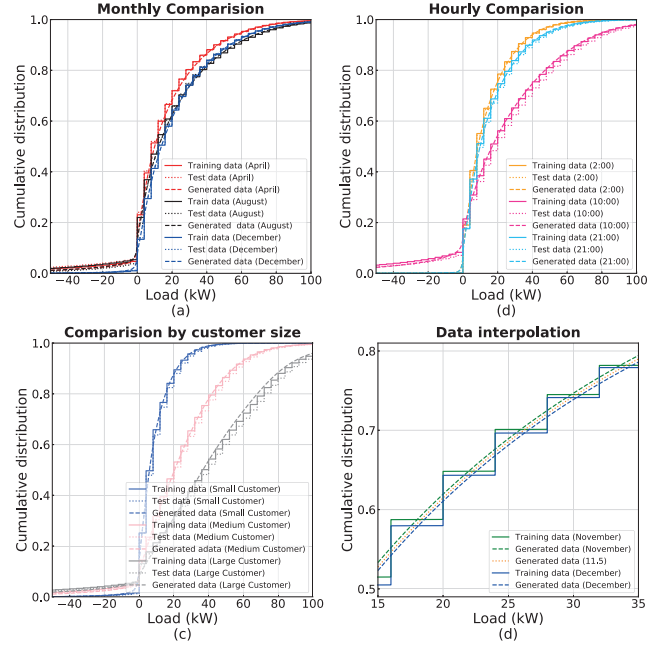 Monthly Comparision
Cumulative distribution
1.0
0.8
0.6
0.4
0.2
0.0
Training data (April)
Test data (April)
Generated data (April)
Train data (August)
Test data (August)
Generated  data (August)
Train data (December)
Test data (December)
Generated data (December)
−40 −20 0 20 40 60 80 100
Load (kW)
(a)
Hourly Comparision
Cumulative distribution
1.0
0.8
0.6
0.4
0.2
0.0
Training data (2:00)
Test data (2:00)
Generated data (2:00)
Training data (10:00)
Test data (10:00)
Generated data (10:00)
Training data (21:00)
Test data (21:00)
Generated data (21:00)
−40 −20 0 20 40 60 80 100
Load (kW)
(d)
Comparision by customer size
Cumulative distribution
1.0
0.8
0.6
0.4
0.2
0.0
Training data (Small Customer)
Test data (Small Customer)
Generated data (Small Customer)
Training data (Medium Customer)
Test data (Medium Customer)
Generated adata (Medium Customer)
Training data (Large Customer)
Test data (Large Customer)
Generated data (Large Customer)
−40 −20 0 20 40 60 80 100
Load (kW)
(c)
Data interpolation
Cumulative distribution
0.8
0.7
0.6
0.5
Training data (November)
Generated data (November)
Generated data (11.5)
Training data (December)
Generated data (December)
15 20 25 30 35
Load (kW)
(d)